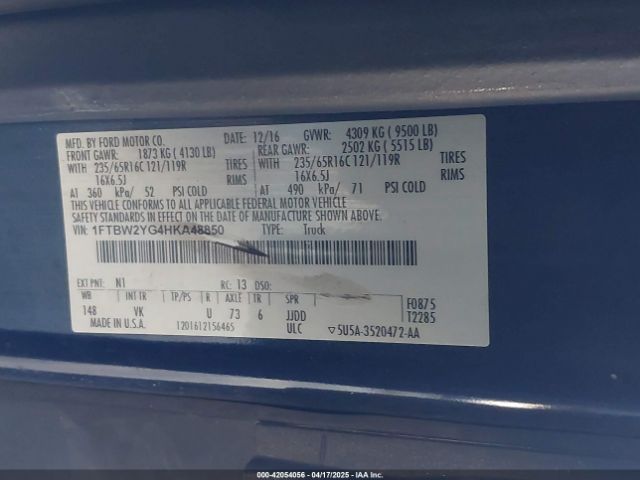 MFD. BY FORD MOTOR CO. DATE: 12/16 GVWR: 4309 KG ( 9500 LB)
FRONT GAWR: 1873 KG ( 4130 LB) REAR GAWR: 2502 KG ( 5515 LB)
WITH 235/65R16C 121/119R TIRES WITH 235/65R16C 121/119R TIRES
16X6.5J RIMS 16X6.5J RIMS
AT 360 kPa/ 52 PSI COLD AT 490 kPa/ 71 PSI COLD
THIS VEHICLE CONFORMS TO ALL APPLICABLE FEDERAL MOTOR VEHICLE
SAFETY STANDARDS IN EFFECT ON THE DATE OF MANUFACTURE SHOWN ABOVE.
VIN: 1FTBW2YG4HKA48850 TYPE: Truck
EXT PNT: N1 RC: 13 DSO:
WB INT TR TP/PS R AXLE TR SPR F0875
148 VK U 73 6 JJDD T2285
MADE IN U.S.A. 1201612156465 ULC ▽5U5A-3520472-AA
000-42054056 - 04/17/2025 - IAA Inc.